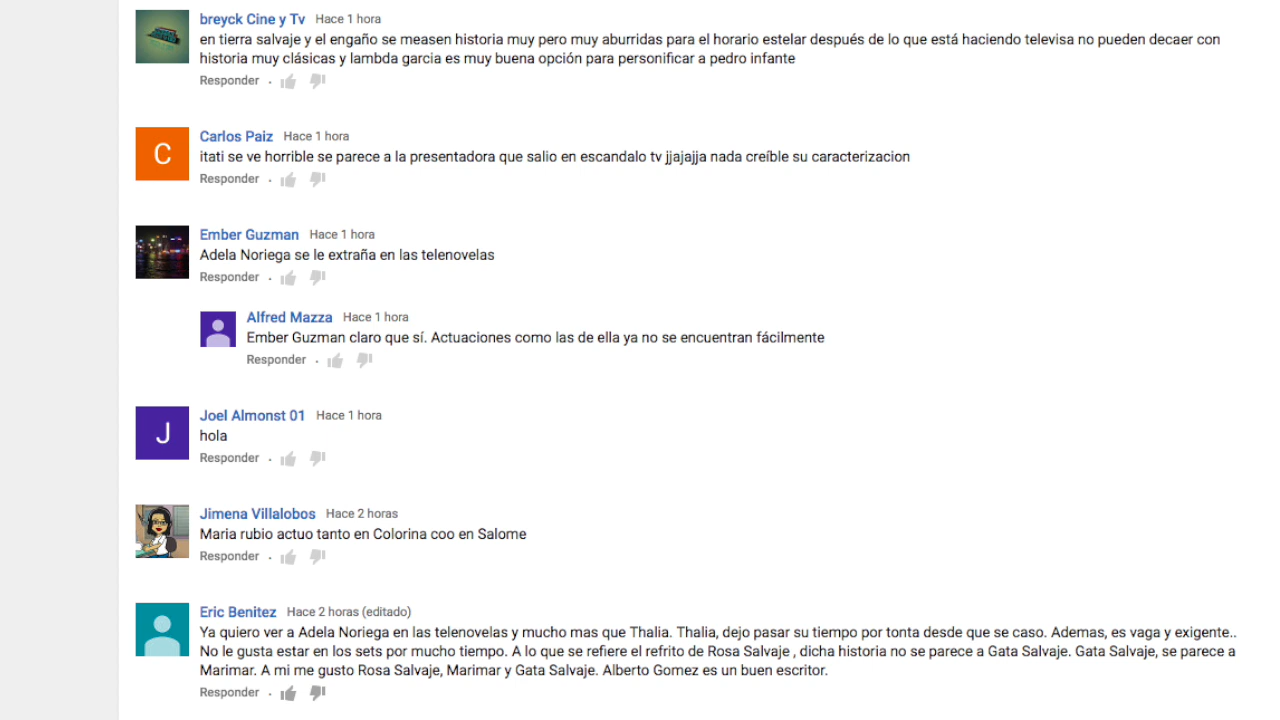 breyck Cine y Tv Hace 1 hora
en tierra salvaje y el engaño se measen historia muy pero muy aburridas para el horario estelar después de lo que está haciendo televisa no pueden decaer con
historia muy clásicas y lambda garcia es muy buena opción para personificar a pedro infante
Responder .
C
Carlos Paiz Hace 1 hora
itati se ve horrible se parece a la presentadora que salio en escandalo tv jjajajja nada creíble su caracterizacion
Responder .
Ember Guzman Hace 1 hora
Adela Noriega se le extraña en las telenovelas
Responder .
Alfred Mazza Hace 1 hora
Ember Guzman claro que sí. Actuaciones como las de ella ya no se encuentran fácilmente
Responder .
J
Joel Almonst 01 Hace 1 hora
hola
Responder .
Jimena Villalobos Hace 2 horas
Maria rubio actuo tanto en Colorina coo en Salome
Responder .
Eric Benitez Hace 2 horas (editado)
Ya quiero ver a Adela Noriega en las telenovelas y mucho mas que Thalia. Thalia, dejo pasar su tiempo por tonta desde que se caso. Ademas, es vaga y exigente..
No le gusta estar en los sets por mucho tiempo. A lo que se refiere el refrito de Rosa Salvaje , dicha historia no se parece a Gata Salvaje. Gata Salvaje, se parece a
Marimar. A mi me gusto Rosa Salvaje, Marimar y Gata Salvaje. Alberto Gomez es un buen escritor.
Responder .